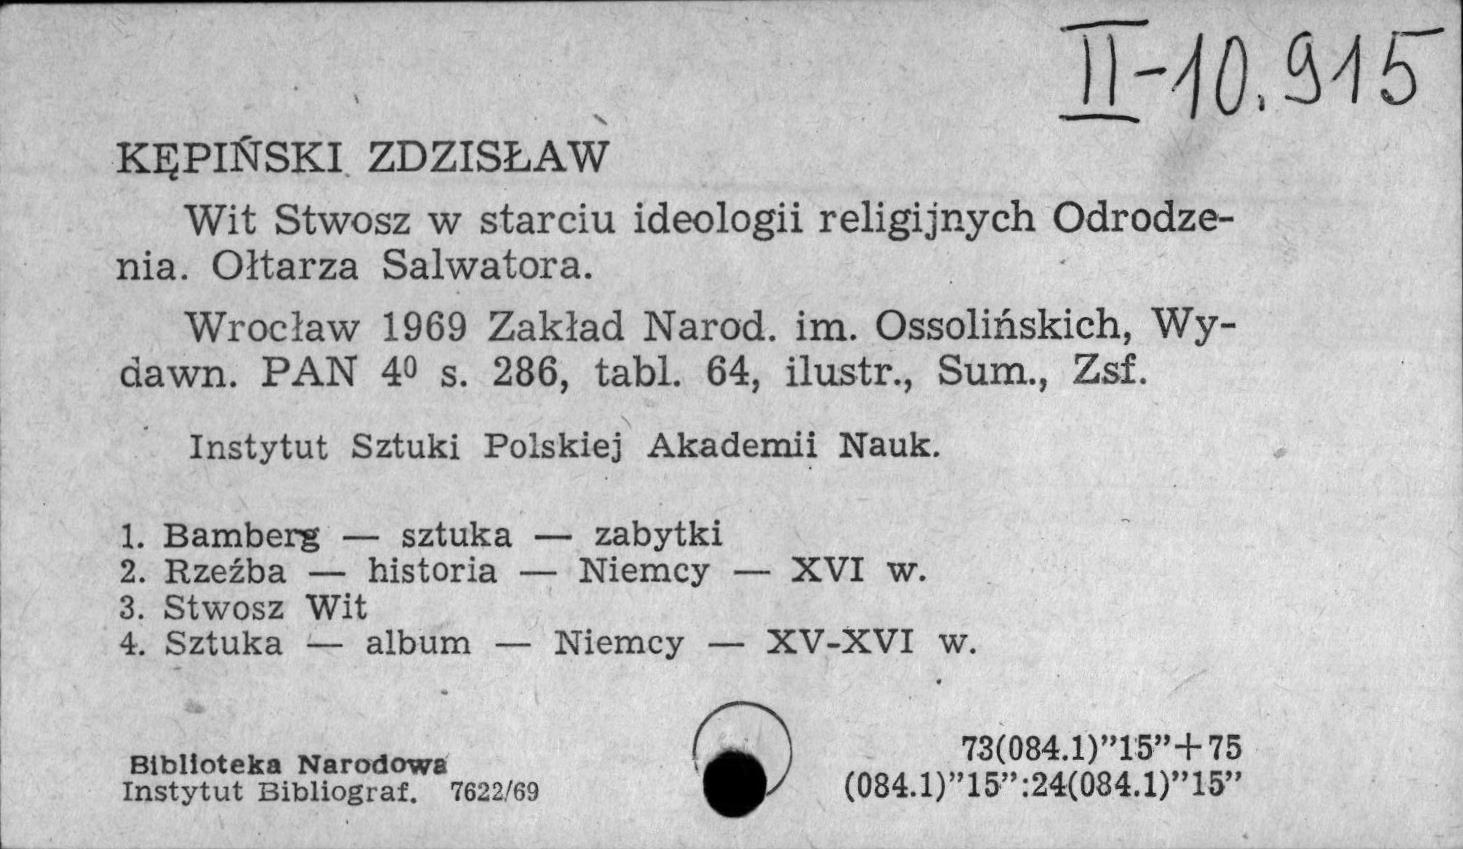 II-10.915
KĘPIŃSKI ZDZISŁAW
Wit Stwosz w starciu ideologii religijnych Odrodze-
nia. Ołtarza Salwatora.
Wrocław 1969 Zakład Narod. im. Ossolińskich, Wy-
dawn. PAN 4⁰ s. 286, tabl. 64, ilustr., Sum., Zsf.
Instytut Sztuki Polskiej Akademii Nauk.
1. Bamberg — sztuka — zabytki
2. Rzeźba — historia — Niemcy — XVI w.
3. Stwosz Wit
4. Sztuka — album — Niemcy — XV-XVI w.
73(084.1)”15”+75
Biblioteka Narodowa
(084.1)”15”:24(084.1)”15”
Instytut Bibliograf. 7622/69